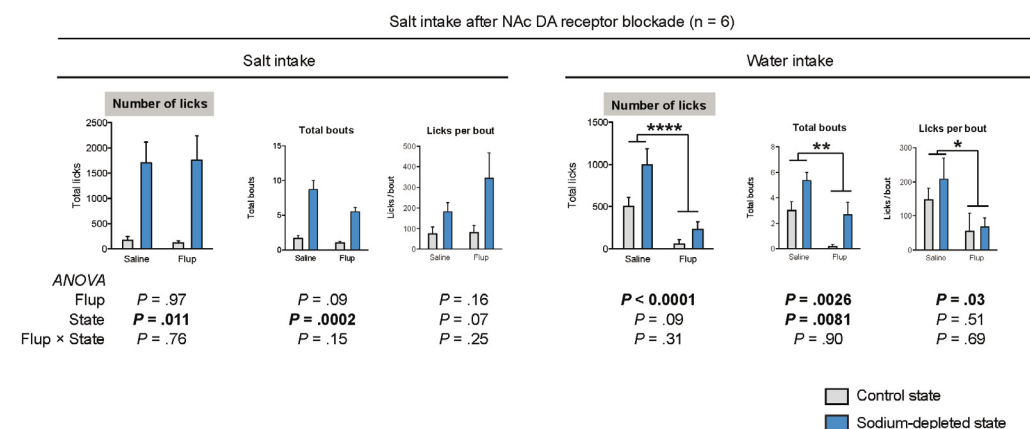 Salt intake after NAc DA receptor blockade (n = 6)
Salt intake
Water intake
Number of licks
Total licks
2500
2000
1500
1000
500
0
Saline Flup
Total bouts
Total bouts
15
10
5
0
Saline Flup
Licks per bout
Licks / bout
500
400
300
200
100
0
Saline Flup
Number of licks
Total licks
1500
1000
500
0
****
Saline Flup
Total bouts
Total bouts
8
6
4
2
0
**
Saline Flup
Licks per bout
Licks / bout
300
200
100
0
*
Saline Flup
ANOVA
Flup P = .97 P = .09 P = .16 P < 0.0001 P = .0026 P = .03
State P = .011 P = .0002 P = .07 P = .09 P = .0081 P = .51
Flup × State P = .76 P = .15 P = .25 P = .31 P = .90 P = .69
Control state
Sodium-depleted state